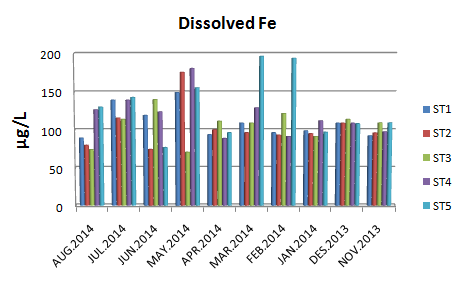 Dissolved Fe
µg/L
200
150
100
50
0
AUG.2014
JUL.2014
JUN.2014
MAY.2014
APR.2014
MAR.2014
FEB.2014
JAN.2014
DES.2013
NOV.2013
ST1
ST2
ST3
ST4
ST5